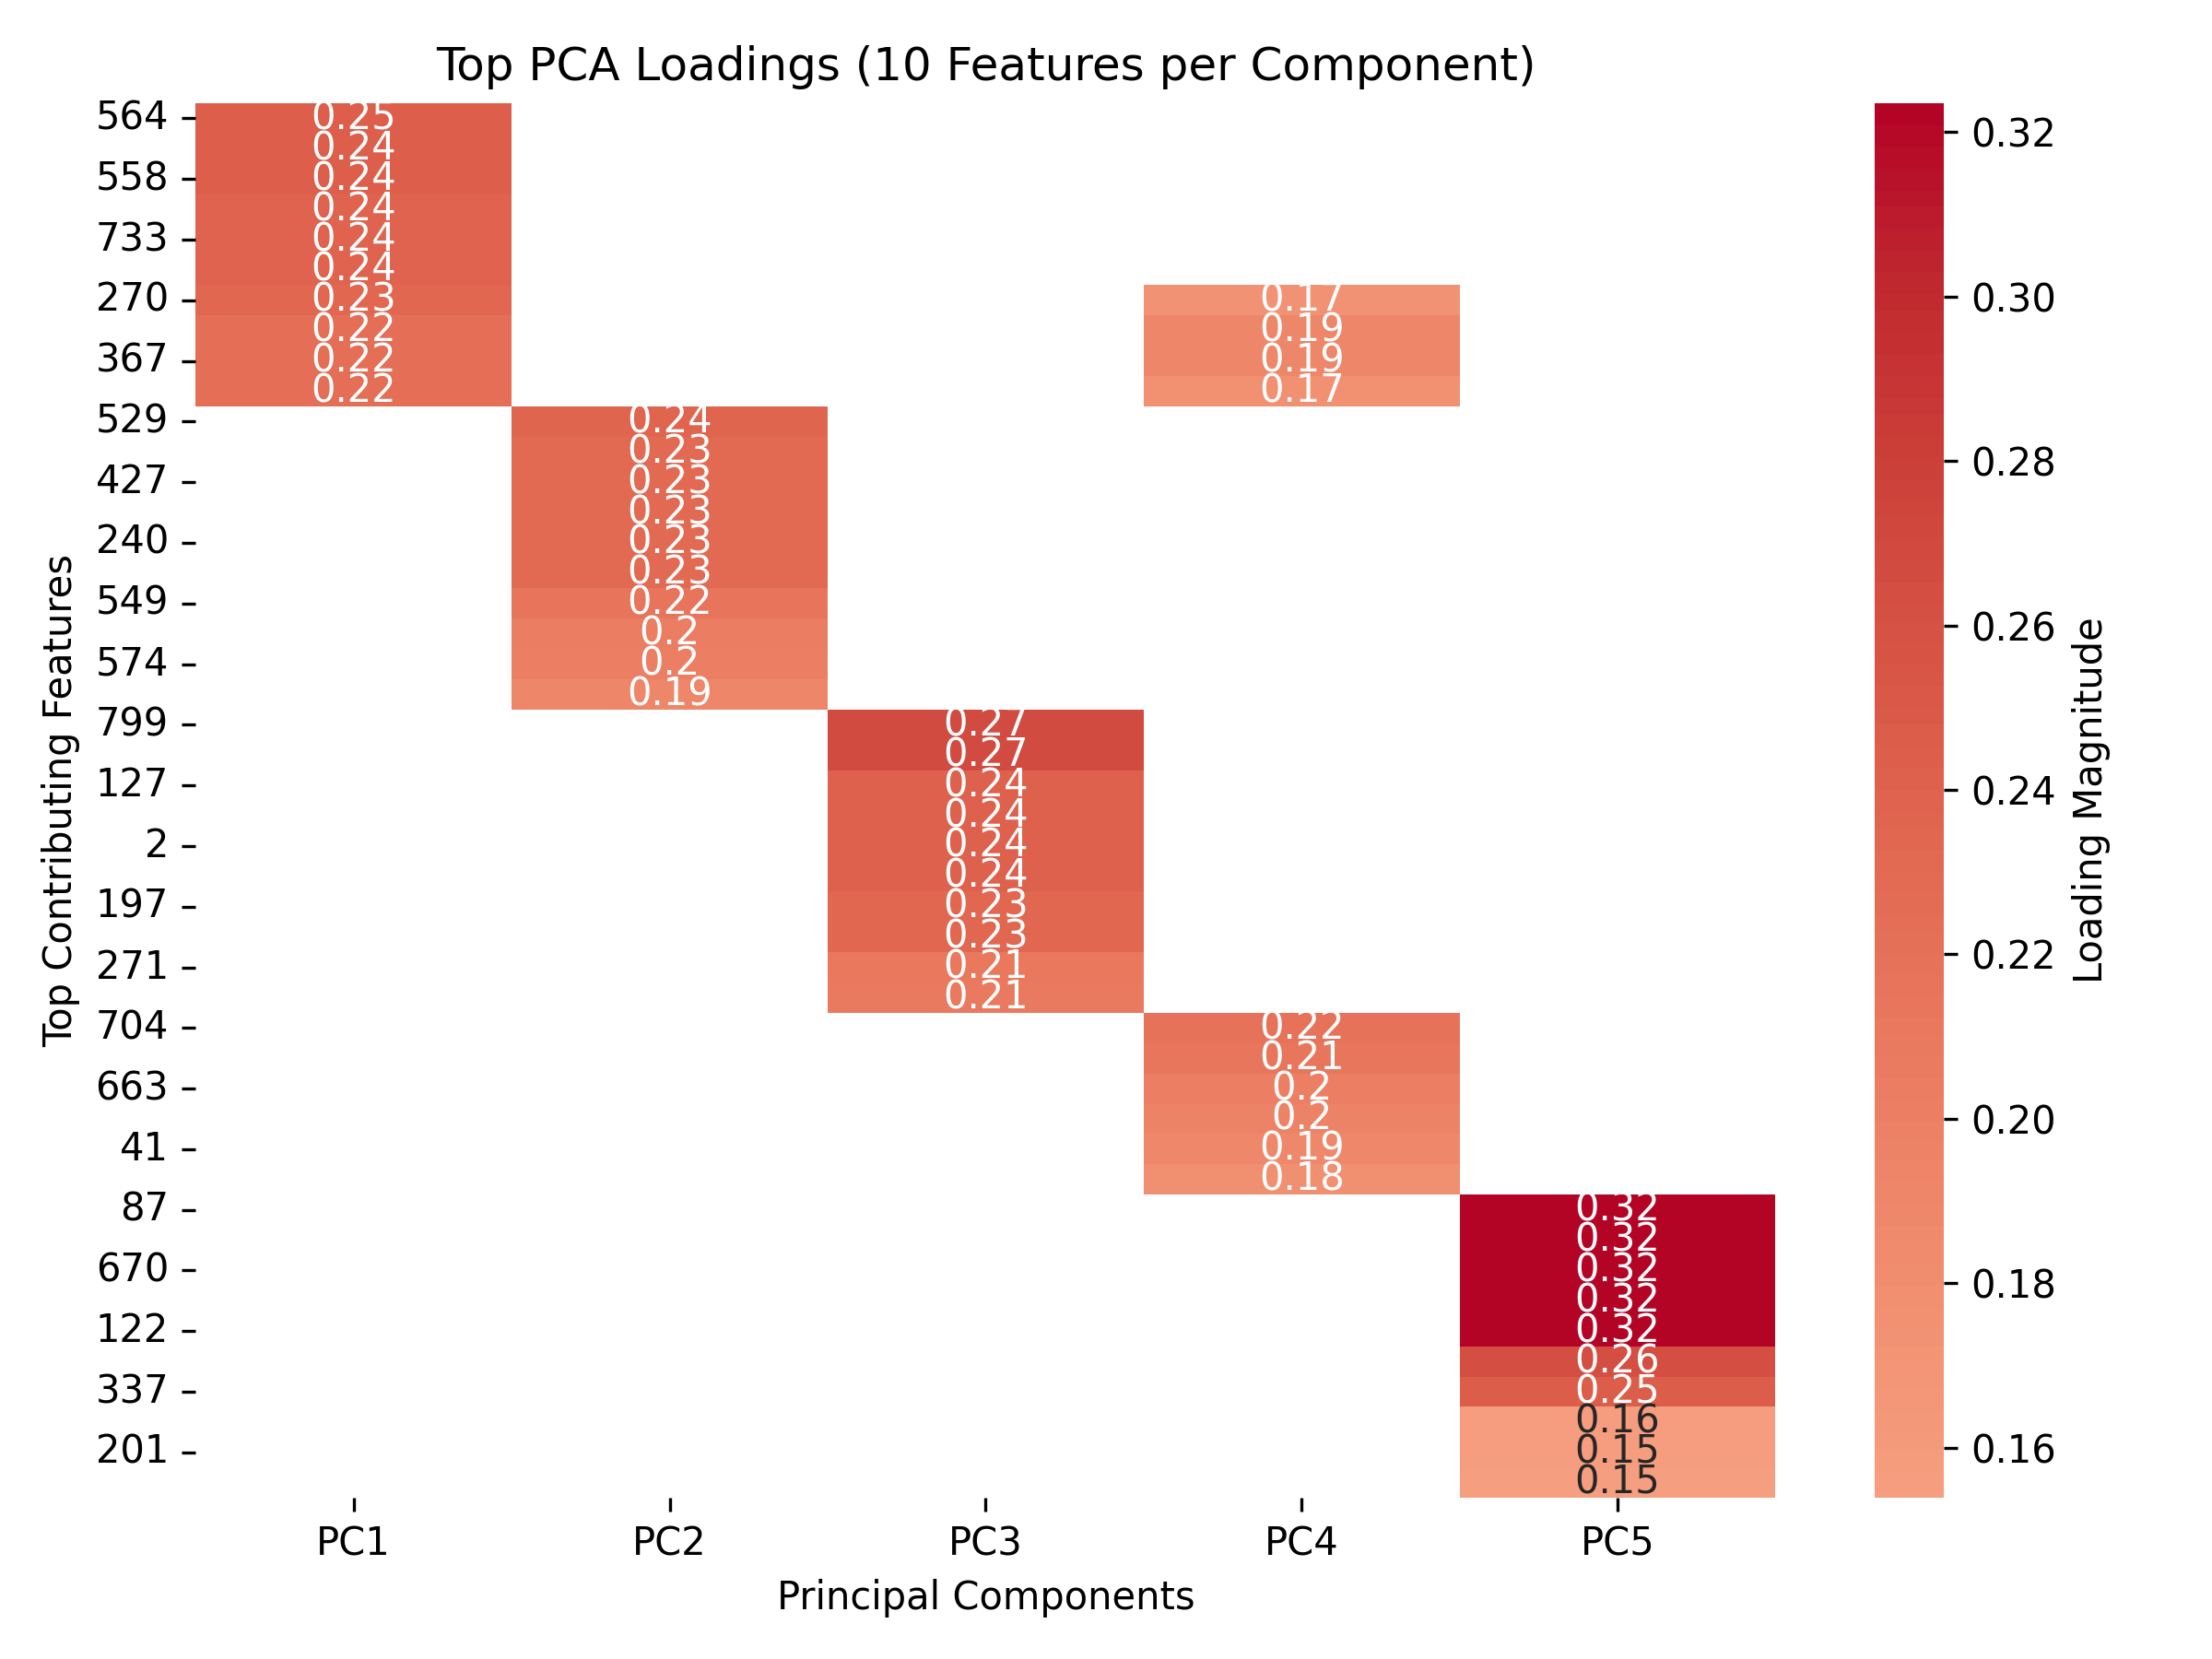 Top PCA Loadings (10 Features per Component)
564 0.25 0.32
0.24
558 0.24
0.24
733 0.24
0.24
270 0.23 0.17 0.30
0.22 0.19
367 0.22 0.19
0.22 0.17
529 0.24
0.23 0.28
427 0.23
0.23
240 0.23
0.23
549 0.22 0.26
0.2
574 0.2
0.19
799 0.27
0.27
127 0.24 0.24
0.24
2 0.24
0.24
197 0.23
0.23
271 0.21 0.22
0.21
704 0.22
0.21
663 0.2
0.2 0.20
41 0.19
0.18
87 0.32
0.32
670 0.32 0.18
0.32
122 0.32
0.26
337 0.25
0.16
201 0.15 0.16
0.15
PC1 PC2 PC3 PC4 PC5
Principal Components
Top Contributing Features
Loading Magnitude